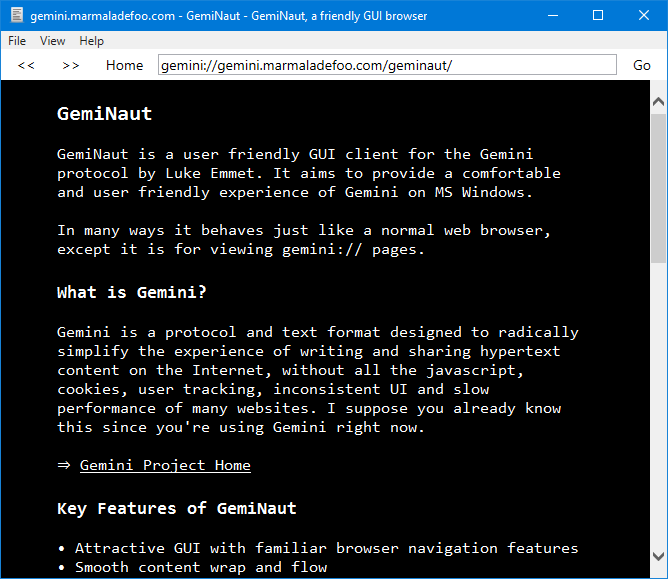 gemini.marmaladefoo.com - GemiNaut - GemiNaut, a friendly GUI browser
File View Help
<< >> Home gemini://gemini.marmaladefoo.com/geminaut/ Go
GemiNaut
GemiNaut is a user friendly GUI client for the Gemini
protocol by Luke Emmet. It aims to provide a comfortable
and user friendly experience of Gemini on MS Windows.
In many ways it behaves just like a normal web browser,
except it is for viewing gemini:// pages.
What is Gemini?
Gemini is a protocol and text format designed to radically
simplify the experience of writing and sharing hypertext
content on the Internet, without all the javascript,
cookies, user tracking, inconsistent UI and slow
performance of many websites. I suppose you already know
this since you're using Gemini right now.
⇒ Gemini Project Home
Key Features of GemiNaut
• Attractive GUI with familiar browser navigation features
• Smooth content wrap and flow